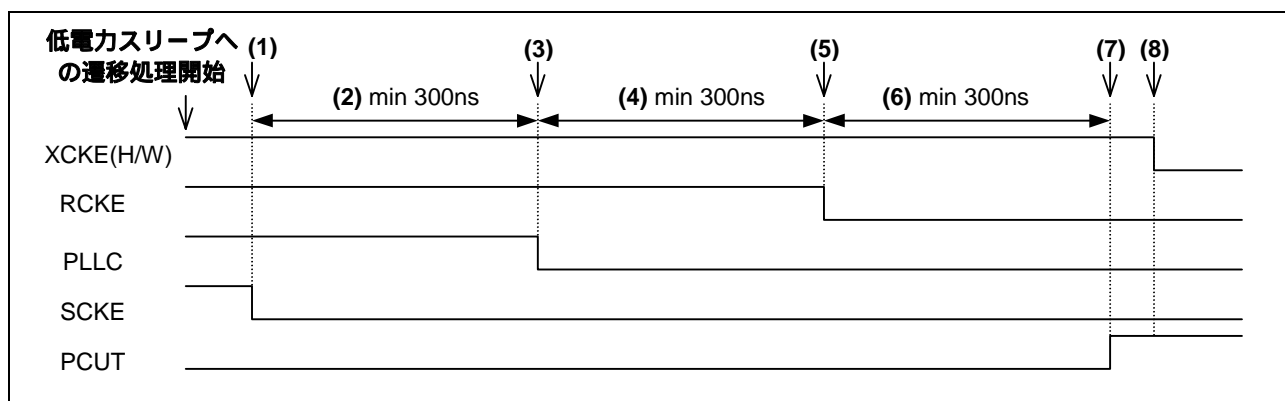 低電力スリープへ
の遷移処理開始
(1)
(3)
(5)
(7) (8)
(2) min 300ns
(4) min 300ns
(6) min 300ns
XCKE(H/W)
RCKE
PLLC
SCKE
PCUT